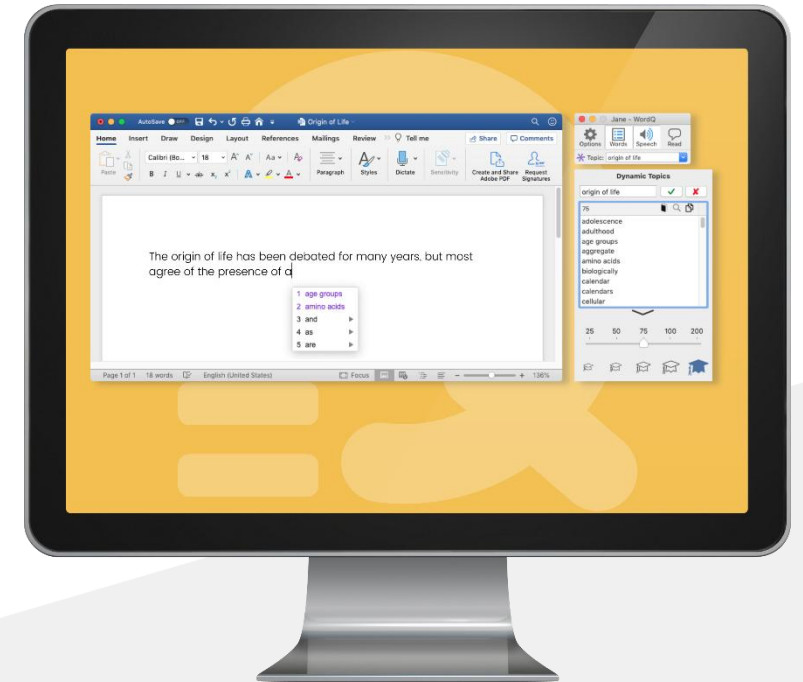 AutoSave OFF Origin of Life
Home Insert Draw Design Layout References Mailings Review Tell me Share Comments
Paste Calibri (Bo... 18 A A Aa A Paragraph Styles Dictate Sensitivity Create and Share Adobe PDF Request Signatures
B I U ab x x A A
The origin of life has been debated for many years, but most
agree of the presence of a
1 age groups
2 amino acids
3 and
4 as
5 are
Page 1 of 1 18 words English (United States) Focus 136%
Jane - WordQ
Options Words Speech Read
Topic: origin of life
Dynamic Topics
origin of life
75
adolescence
adulthood
age groups
aggregate
amino acids
biologically
calendar
calendars
cellular
25 50 75 100 200